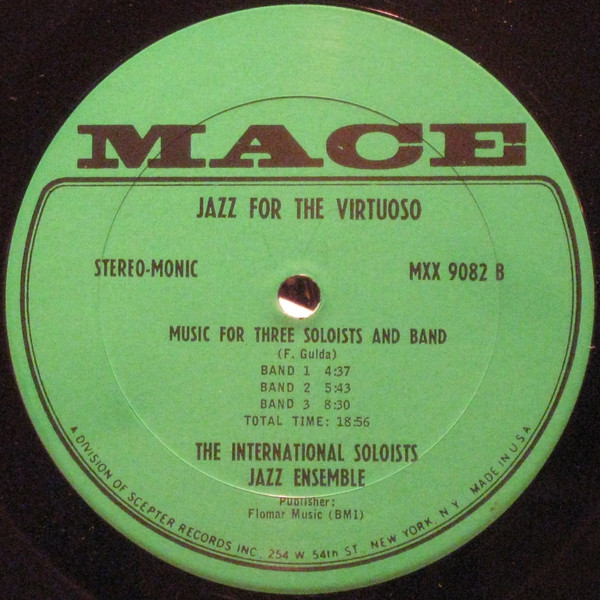 MACE
JAZZ FOR THE VIRTUOSO
STEREO-MONIC
MXX 9082 B
MUSIC FOR THREE SOLOISTS AND BAND
(F. Gulda)
BAND 1 4:37
BAND 2 5:43
BAND 3 8:30
TOTAL TIME: 18:56
THE INTERNATIONAL SOLOISTS
JAZZ ENSEMBLE
Publisher:
Flomar Music (BMI)
A DIVISION OF SCEPTER RECORDS INC., 254 W. 54th ST., NEW YORK, N.Y. MADE IN U.S.A.